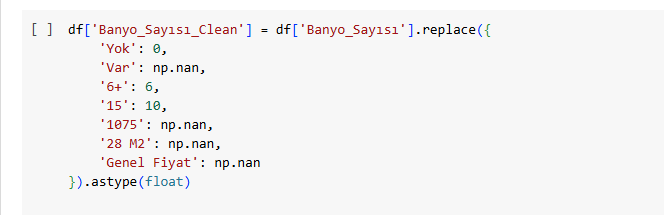 [ ] df['Banyo_Sayısı_Clean'] = df['Banyo_Sayısı'].replace({
'Yok': 0,
'Var': np.nan,
'6+': 6,
'15': 10,
'1075': np.nan,
'28 M2': np.nan,
'Genel Fiyat': np.nan
}).astype(float)